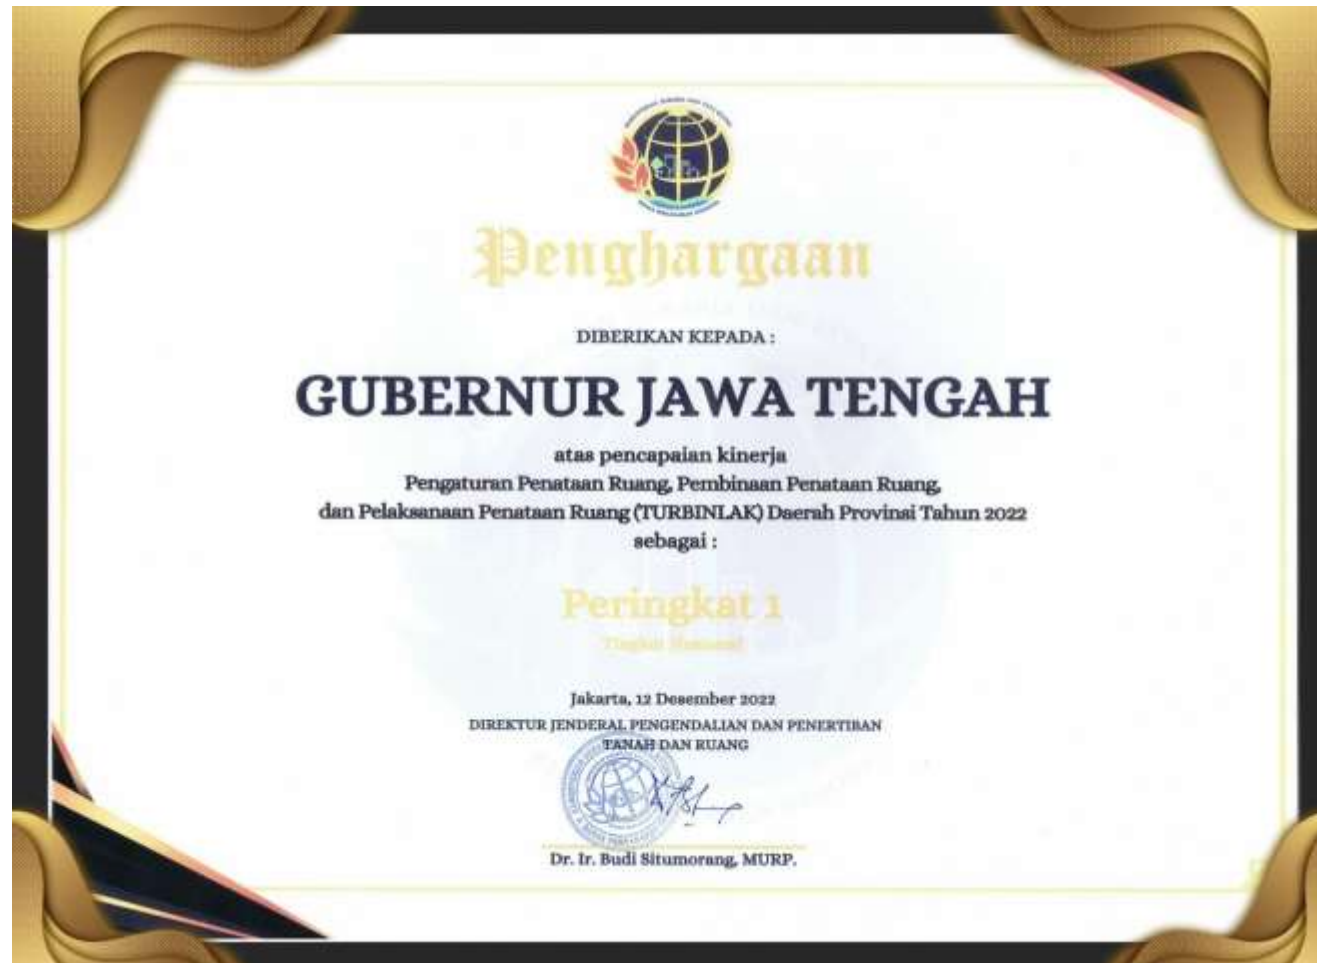 Penghargaan
DIBERIKAN KEPADA :
GUBERNUR JAWA TENGAH
atas pencapaian kinerja
Pengaturan Penataan Ruang, Pembinaan Penataan Ruang,
dan Pelaksanaan Penataan Ruang (TURBINLAK) Daerah Provinsi Tahun 2022
sebagai :
Peringkat 1
Tingkat Nasional
Jakarta, 12 Desember 2022
DIREKTUR JENDERAL PENGENDALIAN DAN PENERTIBAN
TANAH DAN RUANG
Dr. Ir. Budi Situmorang, MURP.